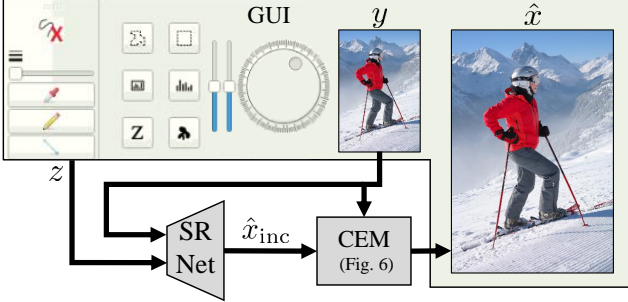 GUI
y
x̂
Z
z
SR
Net
x̂inc
CEM
(Fig. 6)